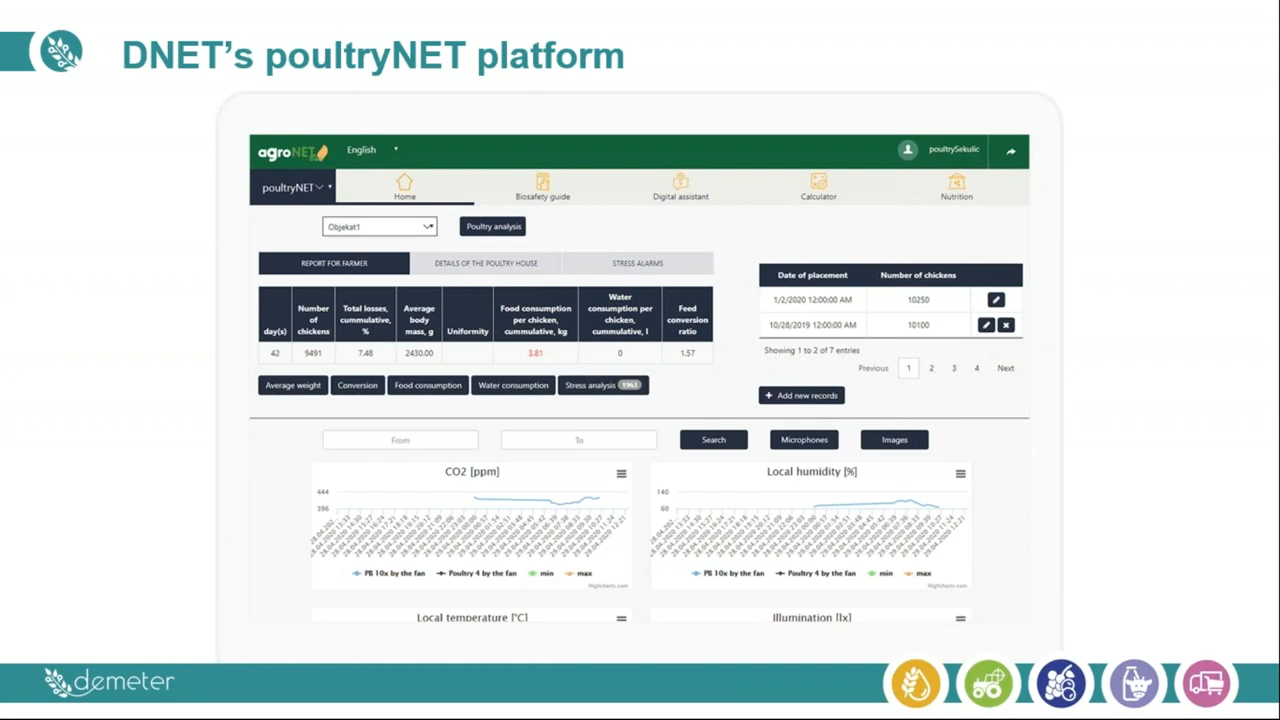 DNET's poultryNET platform
agroNET
English
poultrySekulic
poultryNET
Home
Biosafety guide
Digital assistant
Calculator
Nutrition
Objekat1
Poultry analysis
REPORT FOR FARMER
DETAILS OF THE POULTRY HOUSE
STRESS ALARMS
day(s)
Number of chickens
Total losses, cummulative, %
Average body mass, g
Uniformity
Food consumption per chicken, cummulative, kg
Water consumption per chicken, cummulative, l
Feed conversion ratio
42 9491 7.48 2430.00 3.81 0 1.57
Average weight
Conversion
Food consumption
Water consumption
Stress analysis 1963
Date of placement Number of chickens
1/2/2020 12:00:00 AM 10250
10/28/2019 12:00:00 AM 10100
Showing 1 to 2 of 7 entries
Previous 1 2 3 4 Next
+ Add new records
From
To
Search
Microphones
Images
CO2 [ppm]
444
396
PB 10x by the fan Poultry 4 by the fan min max
Highcharts.com
Local humidity [%]
140
60
PB 10x by the fan Poultry 4 by the fan min max
Highcharts.com
Local temperature [°C]
Illumination [lx]
demeter